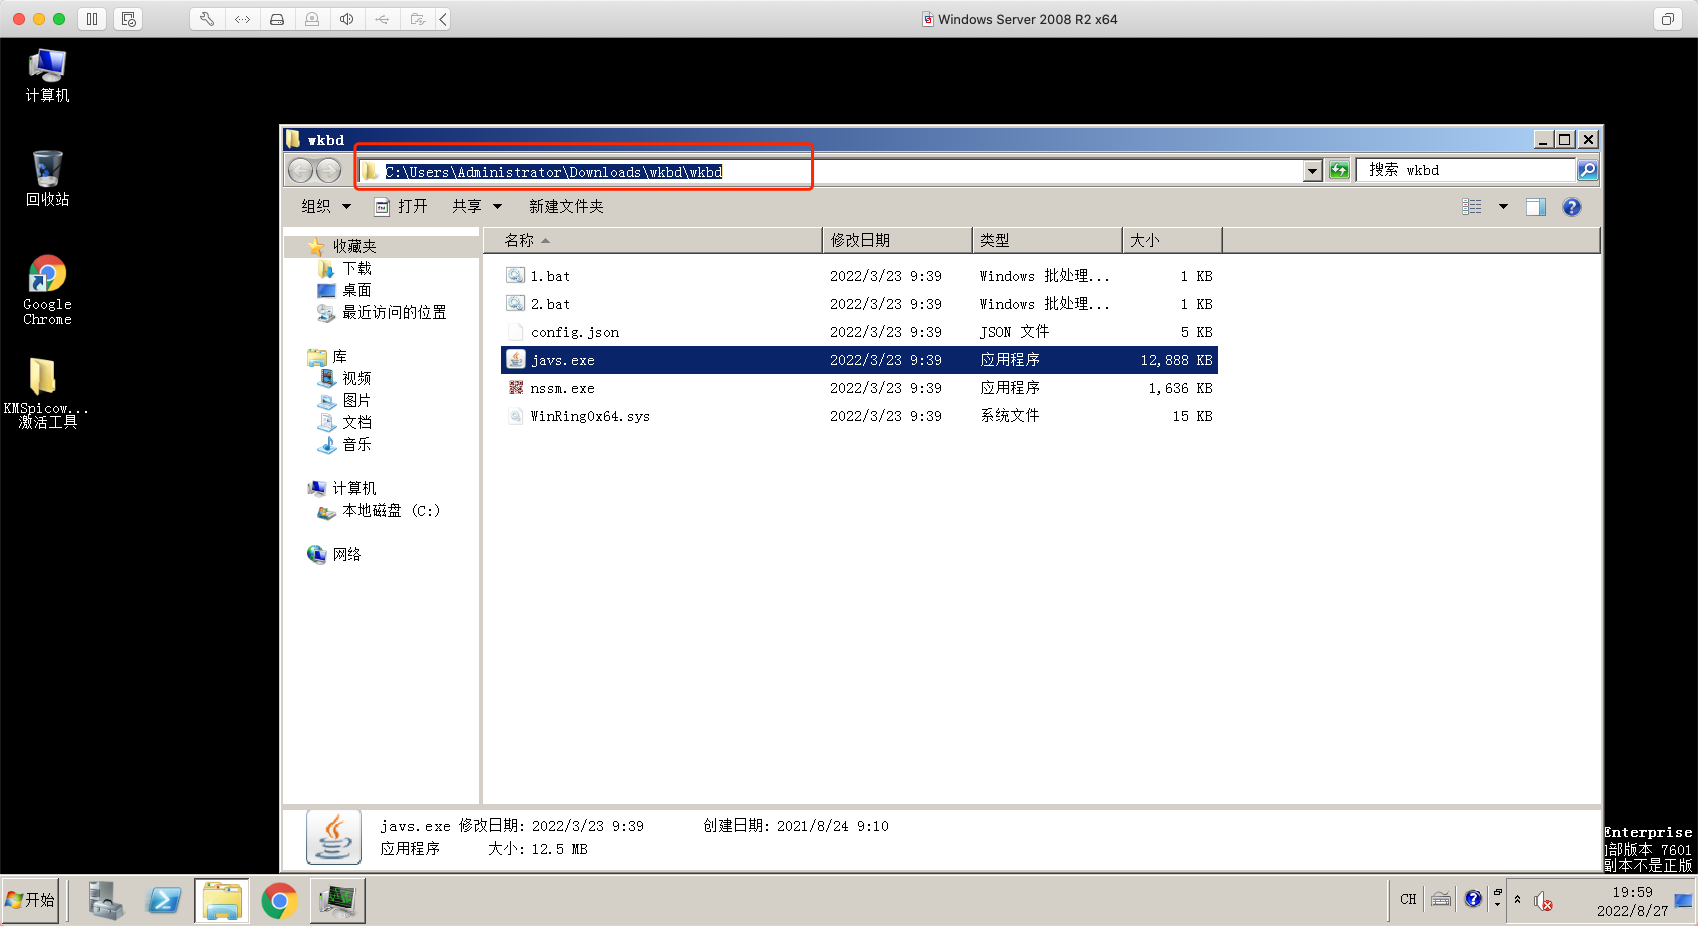 Windows Server 2008 R2 x64
计算机
回收站
Google
Chrome
KMSpicow...
激活工具
wkbd
C:\Users\Administrator\Downloads\wkbd\wkbd
搜索 wkbd
组织
打开
共享
新建文件夹
收藏夹
下载
桌面
最近访问的位置
库
视频
图片
文档
音乐
计算机
本地磁盘 (C:)
网络
名称 修改日期 类型 大小
1.bat 2022/3/23 9:39 Windows 批处理... 1 KB
2.bat 2022/3/23 9:39 Windows 批处理... 1 KB
config.json 2022/3/23 9:39 JSON 文件 5 KB
javs.exe 2022/3/23 9:39 应用程序 12,888 KB
nssm.exe 2022/3/23 9:39 应用程序 1,636 KB
WinRing0x64.sys 2022/3/23 9:39 系统文件 15 KB
javs.exe 修改日期: 2022/3/23 9:39 创建日期: 2021/8/24 9:10
应用程序 大小: 12.5 MB
Enterprise
部版本 7601
副本不是正版
开始
CH
19:59
2022/8/27